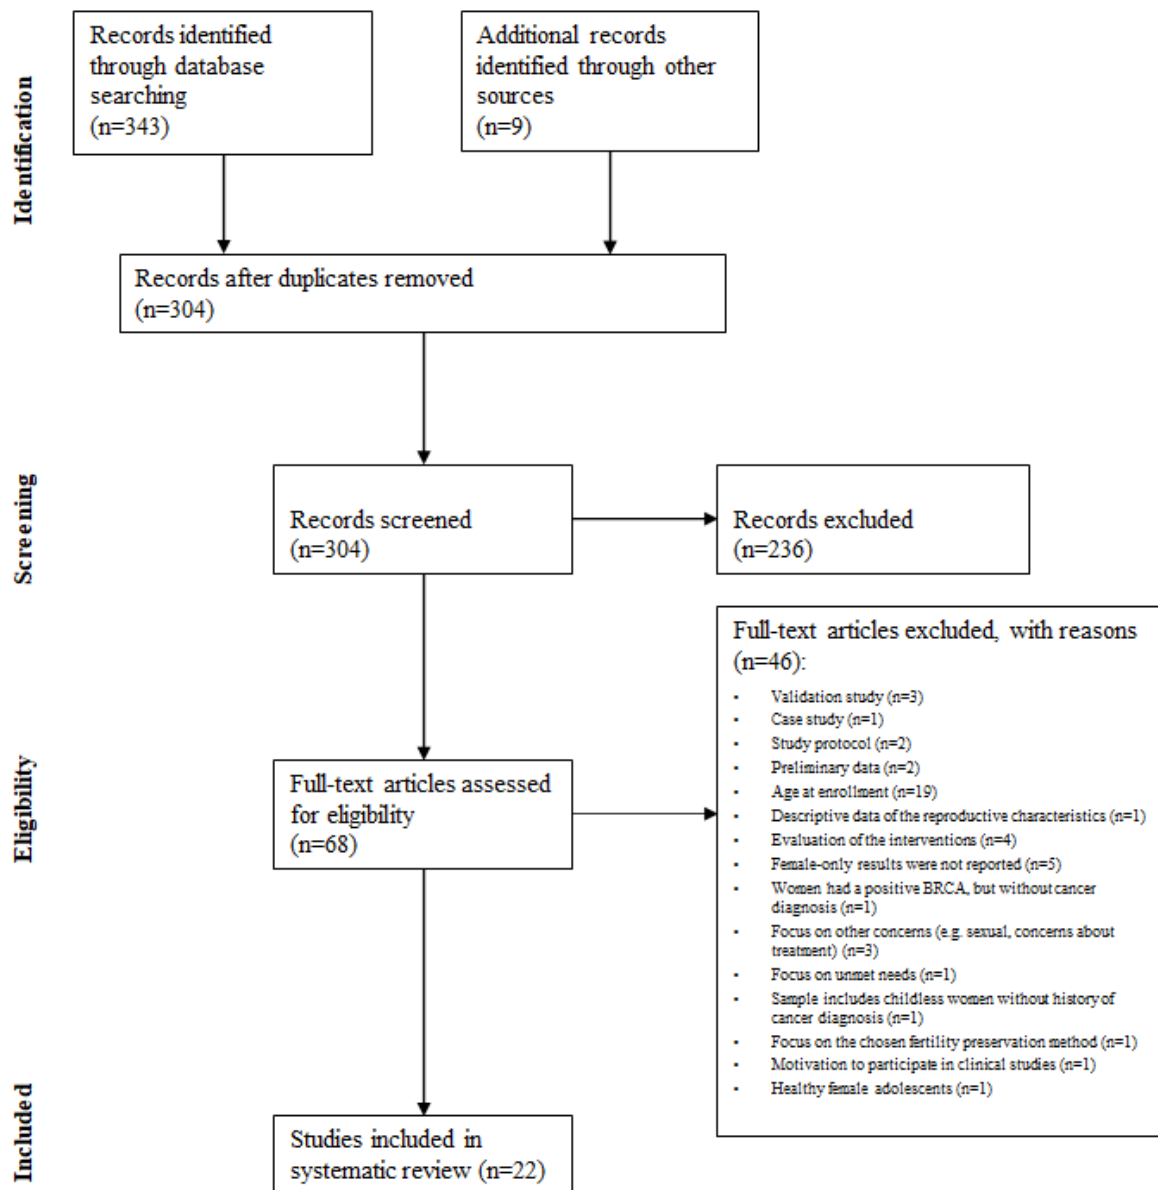 Identification
Records identified
through database
searching
(n=343)
Additional records
identified through other
sources
(n=9)
Records after duplicates removed
(n=304)
Screening
Records screened
(n=304)
Records excluded
(n=236)
Eligibility
Full-text articles assessed
for eligibility
(n=68)
Full-text articles excluded, with reasons
(n=46):
• Validation study (n=3)
• Case study (n=1)
• Study protocol (n=2)
• Preliminary data (n=2)
• Age at enrollment (n=19)
• Descriptive data of the reproductive characteristics (n=1)
• Evaluation of the interventions (n=4)
• Female-only results were not reported (n=5)
• Women had a positive BRCA, but without cancer
diagnosis (n=1)
• Focus on other concerns (e.g. sexual, concerns about
treatment) (n=3)
• Focus on unmet needs (n=1)
• Sample includes childless women without history of
cancer diagnosis (n=1)
• Focus on the chosen fertility preservation method (n=1)
• Motivation to participate in clinical studies (n=1)
• Healthy female adolescents (n=1)
Included
Studies included in
systematic review (n=22)